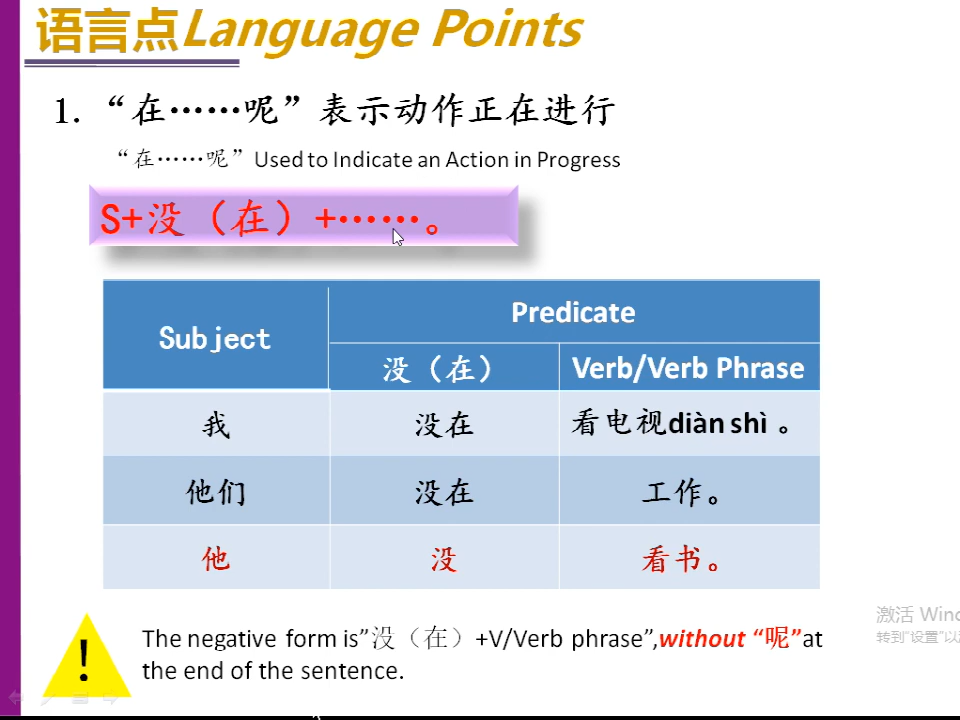 语言点Language Points
1. “在……呢”表示动作正在进行
“在……呢”Used to Indicate an Action in Progress
S+没（在）+……。
Subject
Predicate
没（在）
Verb/Verb Phrase
我 没在 看电视diàn shì 。
他们 没在 工作。
他 没 看书。
!
The negative form is”没（在）+V/Verb phrase”,without “呢”at
the end of the sentence.
激活 Winc
转到“设置”以